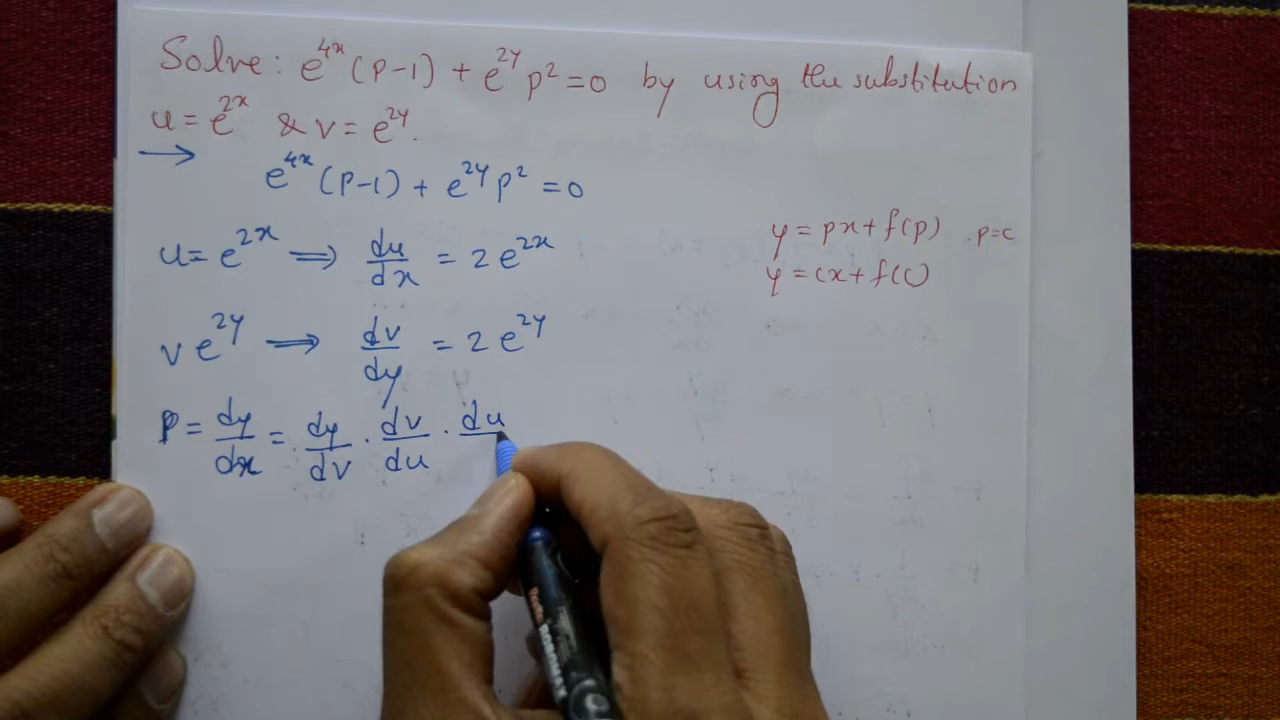 Solve: e^{4x}(p-1) + e^{2y} p^2 = 0 by using the substitution
u = e^{2x} & v = e^{2y}.
→ e^{4x}(p-1) + e^{2y} p^2 = 0
u = e^{2x} ⟹ du/dx = 2e^{2x}
v e^{2y} ⟹ dv/dy = 2e^{2y}
p = dy/dx = dy/dv · dv/du · du
y = px + f(p) . p=c
y = cx + f(c)